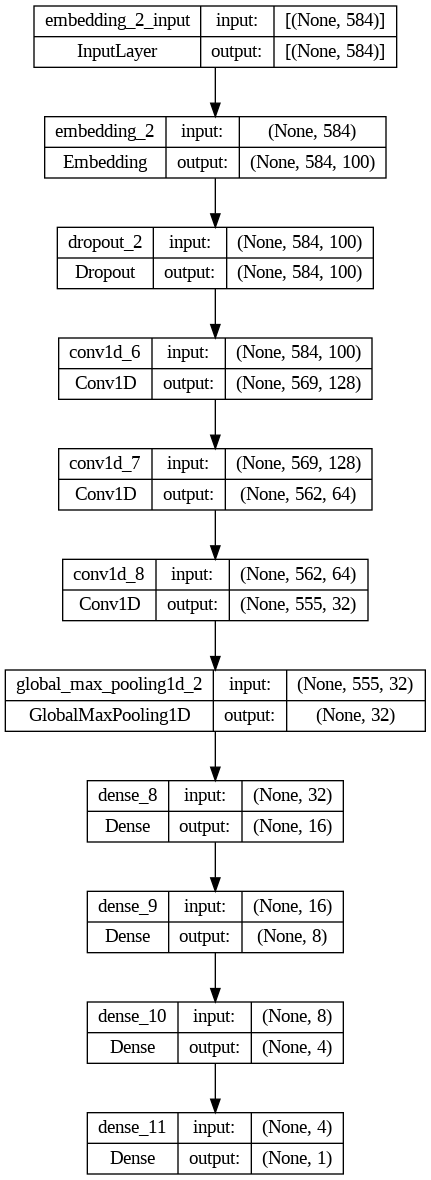 embedding_2_input input: [(None, 584)]
InputLayer output: [(None, 584)]
embedding_2 input: (None, 584)
Embedding output: (None, 584, 100)
dropout_2 input: (None, 584, 100)
Dropout output: (None, 584, 100)
conv1d_6 input: (None, 584, 100)
Conv1D output: (None, 569, 128)
conv1d_7 input: (None, 569, 128)
Conv1D output: (None, 562, 64)
conv1d_8 input: (None, 562, 64)
Conv1D output: (None, 555, 32)
global_max_pooling1d_2 input: (None, 555, 32)
GlobalMaxPooling1D output: (None, 32)
dense_8 input: (None, 32)
Dense output: (None, 16)
dense_9 input: (None, 16)
Dense output: (None, 8)
dense_10 input: (None, 8)
Dense output: (None, 4)
dense_11 input: (None, 4)
Dense output: (None, 1)